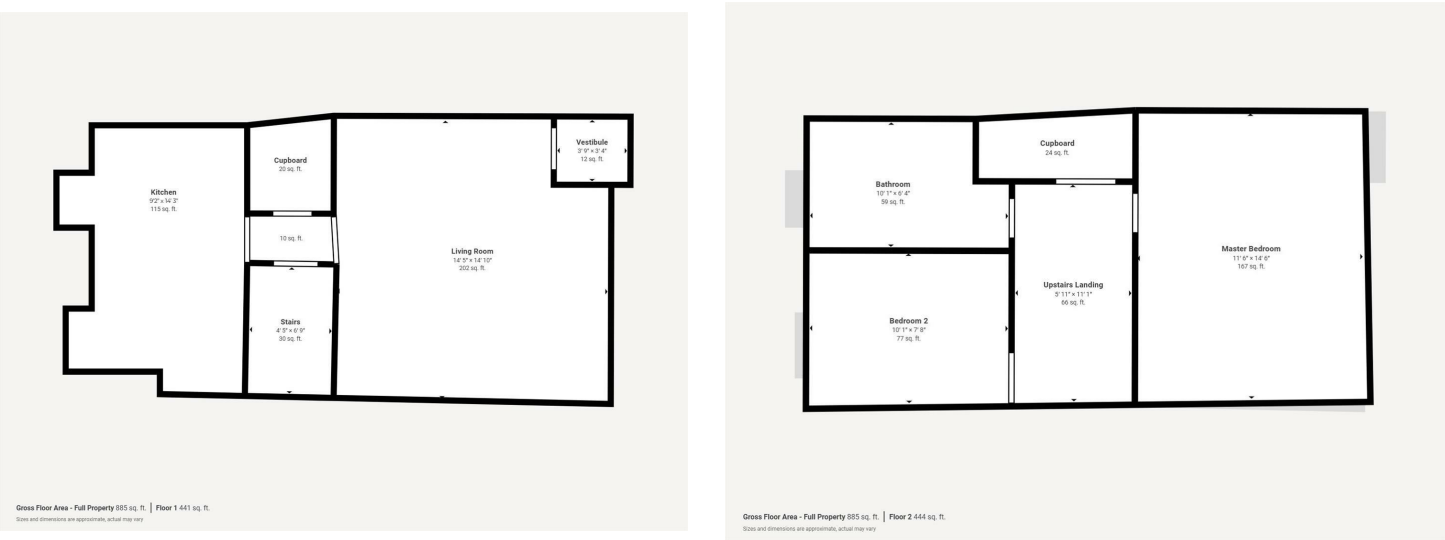 Kitchen
9'2" x 14' 3"
115 sq. ft.
Cupboard
20 sq. ft.
10 sq. ft.
Stairs
4' 3" × 6' 9"
30 sq. ft.
Living Room
14' 5" × 14' 10"
202 sq. ft.
Vestibule
3' 9" × 3' 4"
12 sq. ft.
Gross Floor Area - Full Property 885 sq. ft. | Floor 1 441 sq. ft.
Sizes and dimensions are approximate, actual may vary
Bathroom
10' 1" × 6' 4"
59 sq. ft.
Cupboard
24 sq. ft.
Bedroom 2
10' 1" × 7' 8"
77 sq. ft.
Upstairs Landing
5' 11" × 11' 1"
66 sq. ft.
Master Bedroom
11' 6" × 14' 6"
167 sq. ft.
Gross Floor Area - Full Property 885 sq. ft. | Floor 2 444 sq. ft.
Sizes and dimensions are approximate, actual may vary